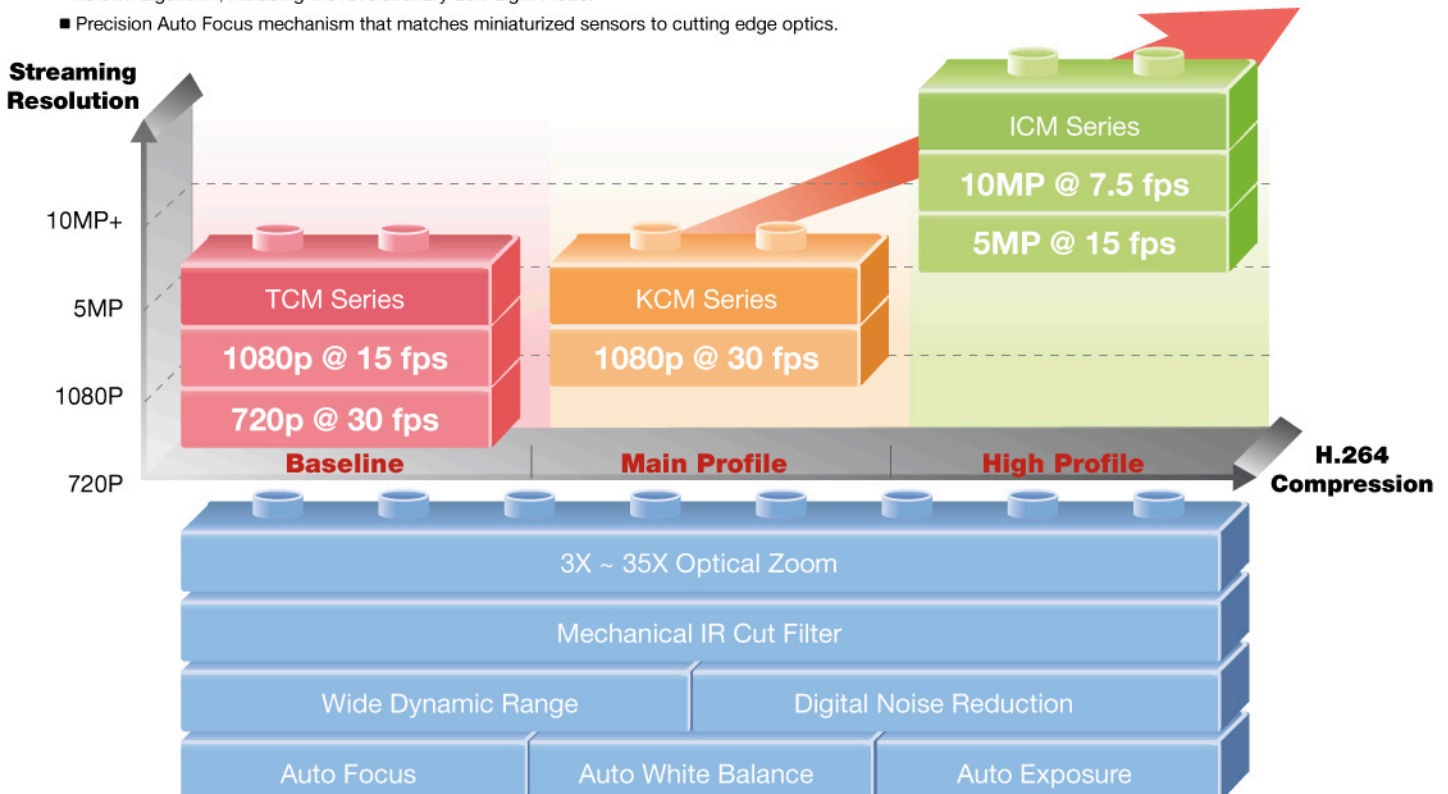 ■ Precision Auto Focus mechanism that matches miniaturized sensors to cutting edge optics.
Streaming
Resolution
10MP+
5MP
1080P
720P
TCM Series
1080p @ 15 fps
720p @ 30 fps
KCM Series
1080p @ 30 fps
ICM Series
10MP @ 7.5 fps
5MP @ 15 fps
Baseline
Main Profile
High Profile
H.264
Compression
3X ~ 35X Optical Zoom
Mechanical IR Cut Filter
Wide Dynamic Range
Digital Noise Reduction
Auto Focus
Auto White Balance
Auto Exposure